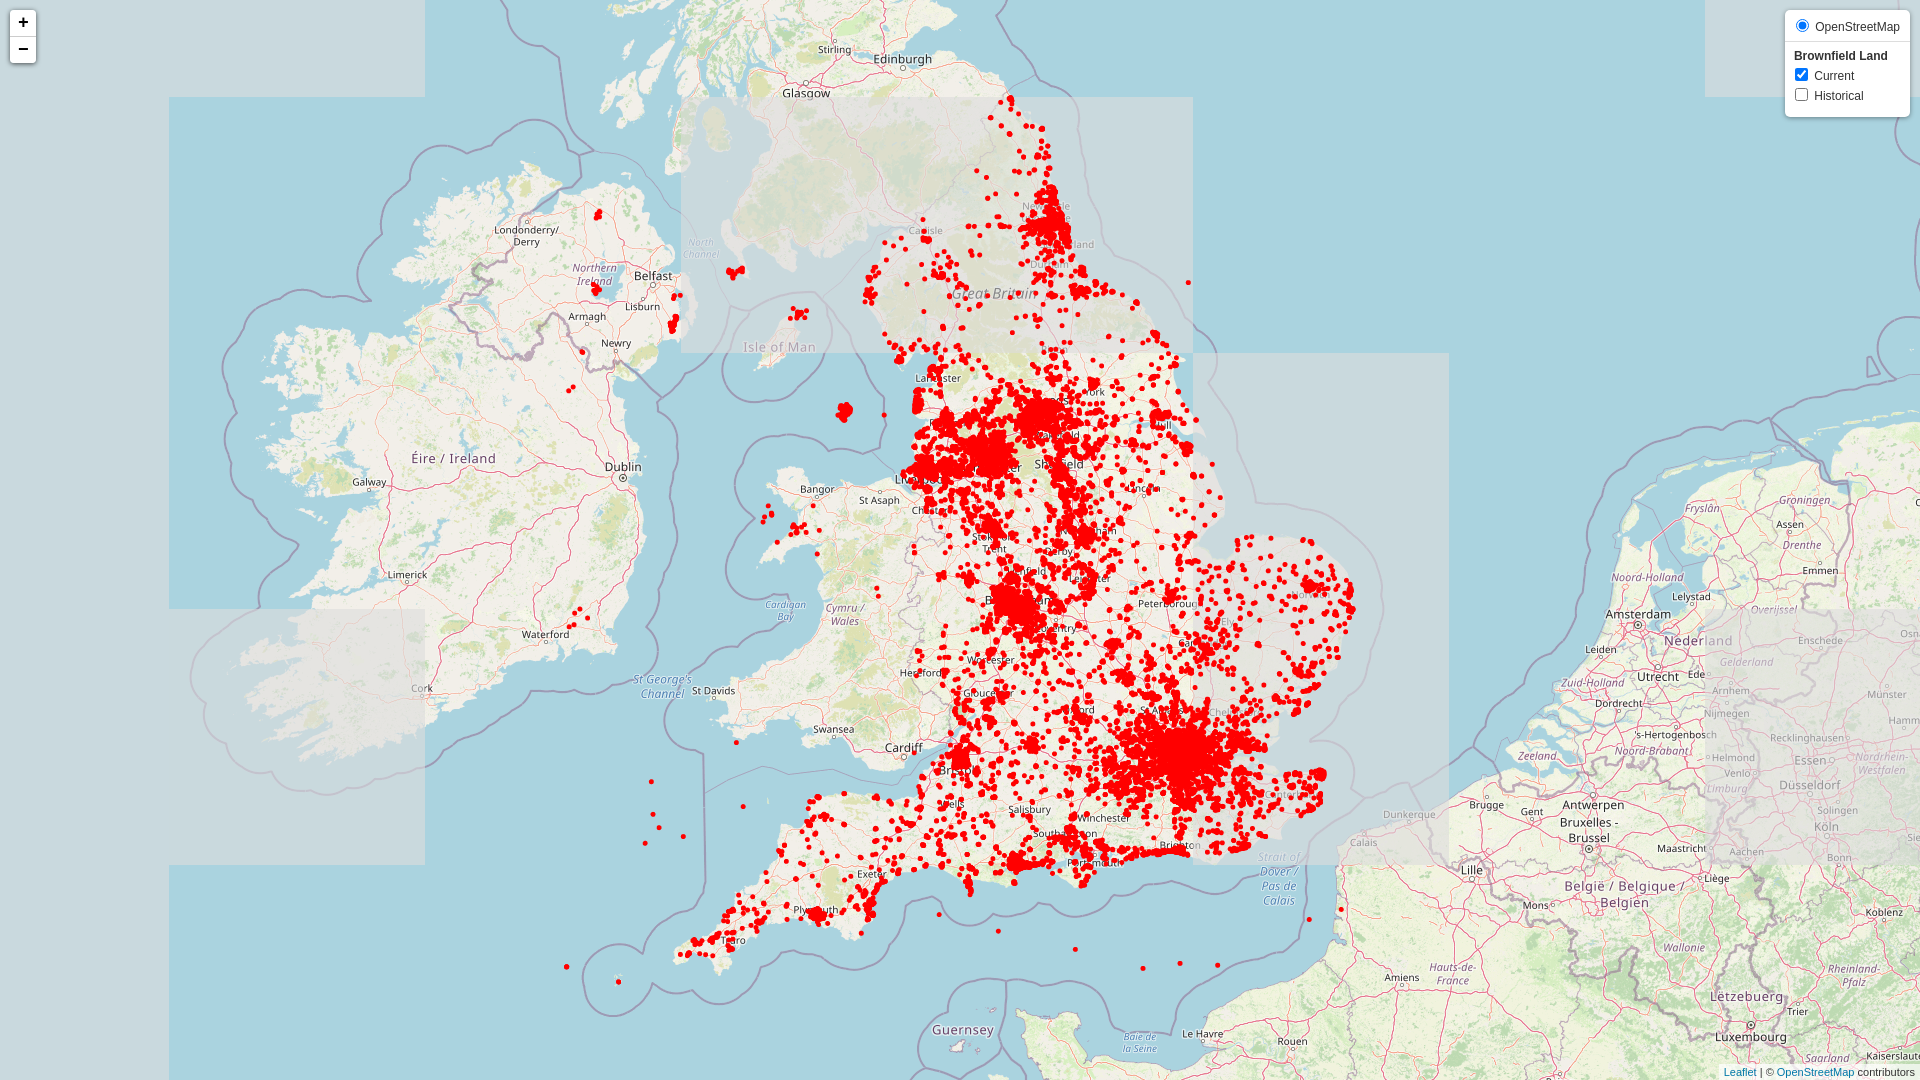 +
−
OpenStreetMap
Brownfield Land
Current
Historical
Stirling
Edinburgh
Glasgow
Londonderry/
Derry
North
Channel
Carlisle
Northern
Ireland
Belfast
Lisburn
Great Britain
Armagh
Newry
Isle of Man
Lancaster
York
Éire / Ireland
Dublin
Galway
Sheffield
Bangor
St Asaph
Lincoln
Derby
Limerick
Cardigan
Bay
Cymru /
Wales
Waterford
Worcester
Hereford
St George's
Channel
St Davids
Cork
Swansea
Cardiff
Bristol
Wells
Salisbury
Winchester
Southampton
Portsmouth
Brighton
Exeter
Plymouth
Truro
Strait of
Dover /
Pas de
Calais
Guernsey
Baie de
la Seine
Le Havre
Rouen
Amiens
Hauts-de-
France
Dunkerque
Calais
Lille
Mons
Brugge
Gent
Antwerpen
Bruxelles -
Brussel
Maastricht
Liège
België / Belgique /
Belgien
Wallonie
Zeeland
Noord-Brabant
's-Hertogenbosch
Dordrecht
Zuid-Holland
Leiden
Utrecht
Amsterdam
Nederland
Noord-Holland
Lelystad
Fryslân
Groningen
Assen
Drenthe
Emmen
Overijssel
Enschede
Gelderland
Arnhem
Nijmegen
Münster
Recklinghausen
Helmond
Venlo
Limburg
Essen
Düsseldorf
Nordrhein-
Westfalen
Solingen
Köln
Aachen
Bonn
Koblenz
Rheinland-
Pfalz
Lëtzebuerg
Trier
Luxembourg
Saarland
Leaflet | © OpenStreetMap contributors